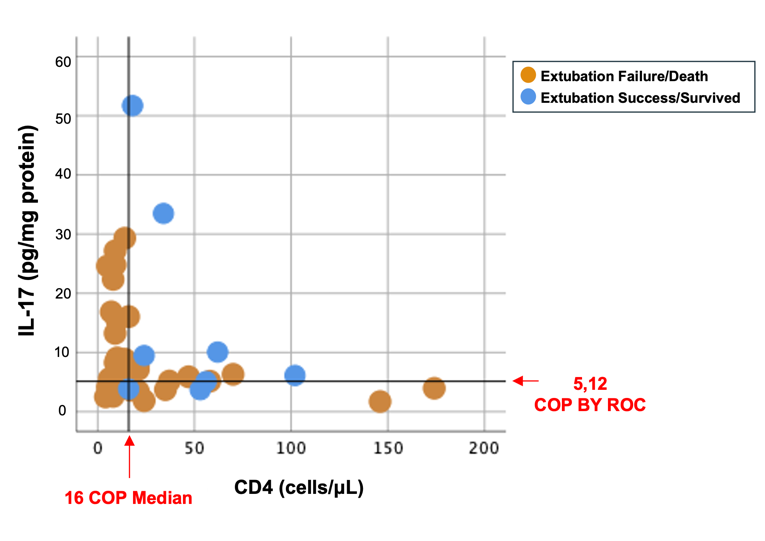 60
50
40
30
20
10
0
IL-17 (pg/mg protein)
0 50 100 150 200
CD4 (cells/µL)
Extubation Failure/Death
Extubation Success/Survived
5,12
COP BY ROC
16 COP Median